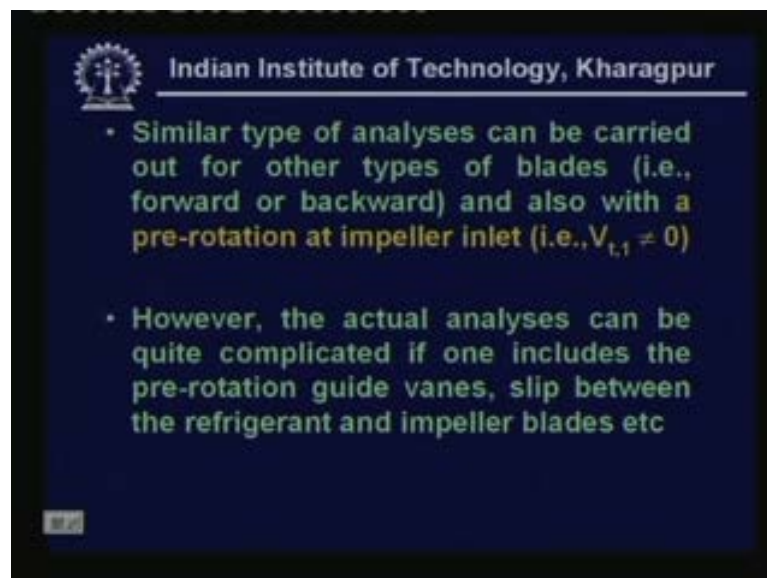 Indian Institute of Technology, Kharagpur
• Similar type of analyses can be carried
out for other types of blades (i.e.,
forward or backward) and also with a
pre-rotation at impeller inlet (i.e.,Vt,1 ≠ 0)
• However, the actual analyses can be
quite complicated if one includes the
pre-rotation guide vanes, slip between
the refrigerant and impeller blades etc